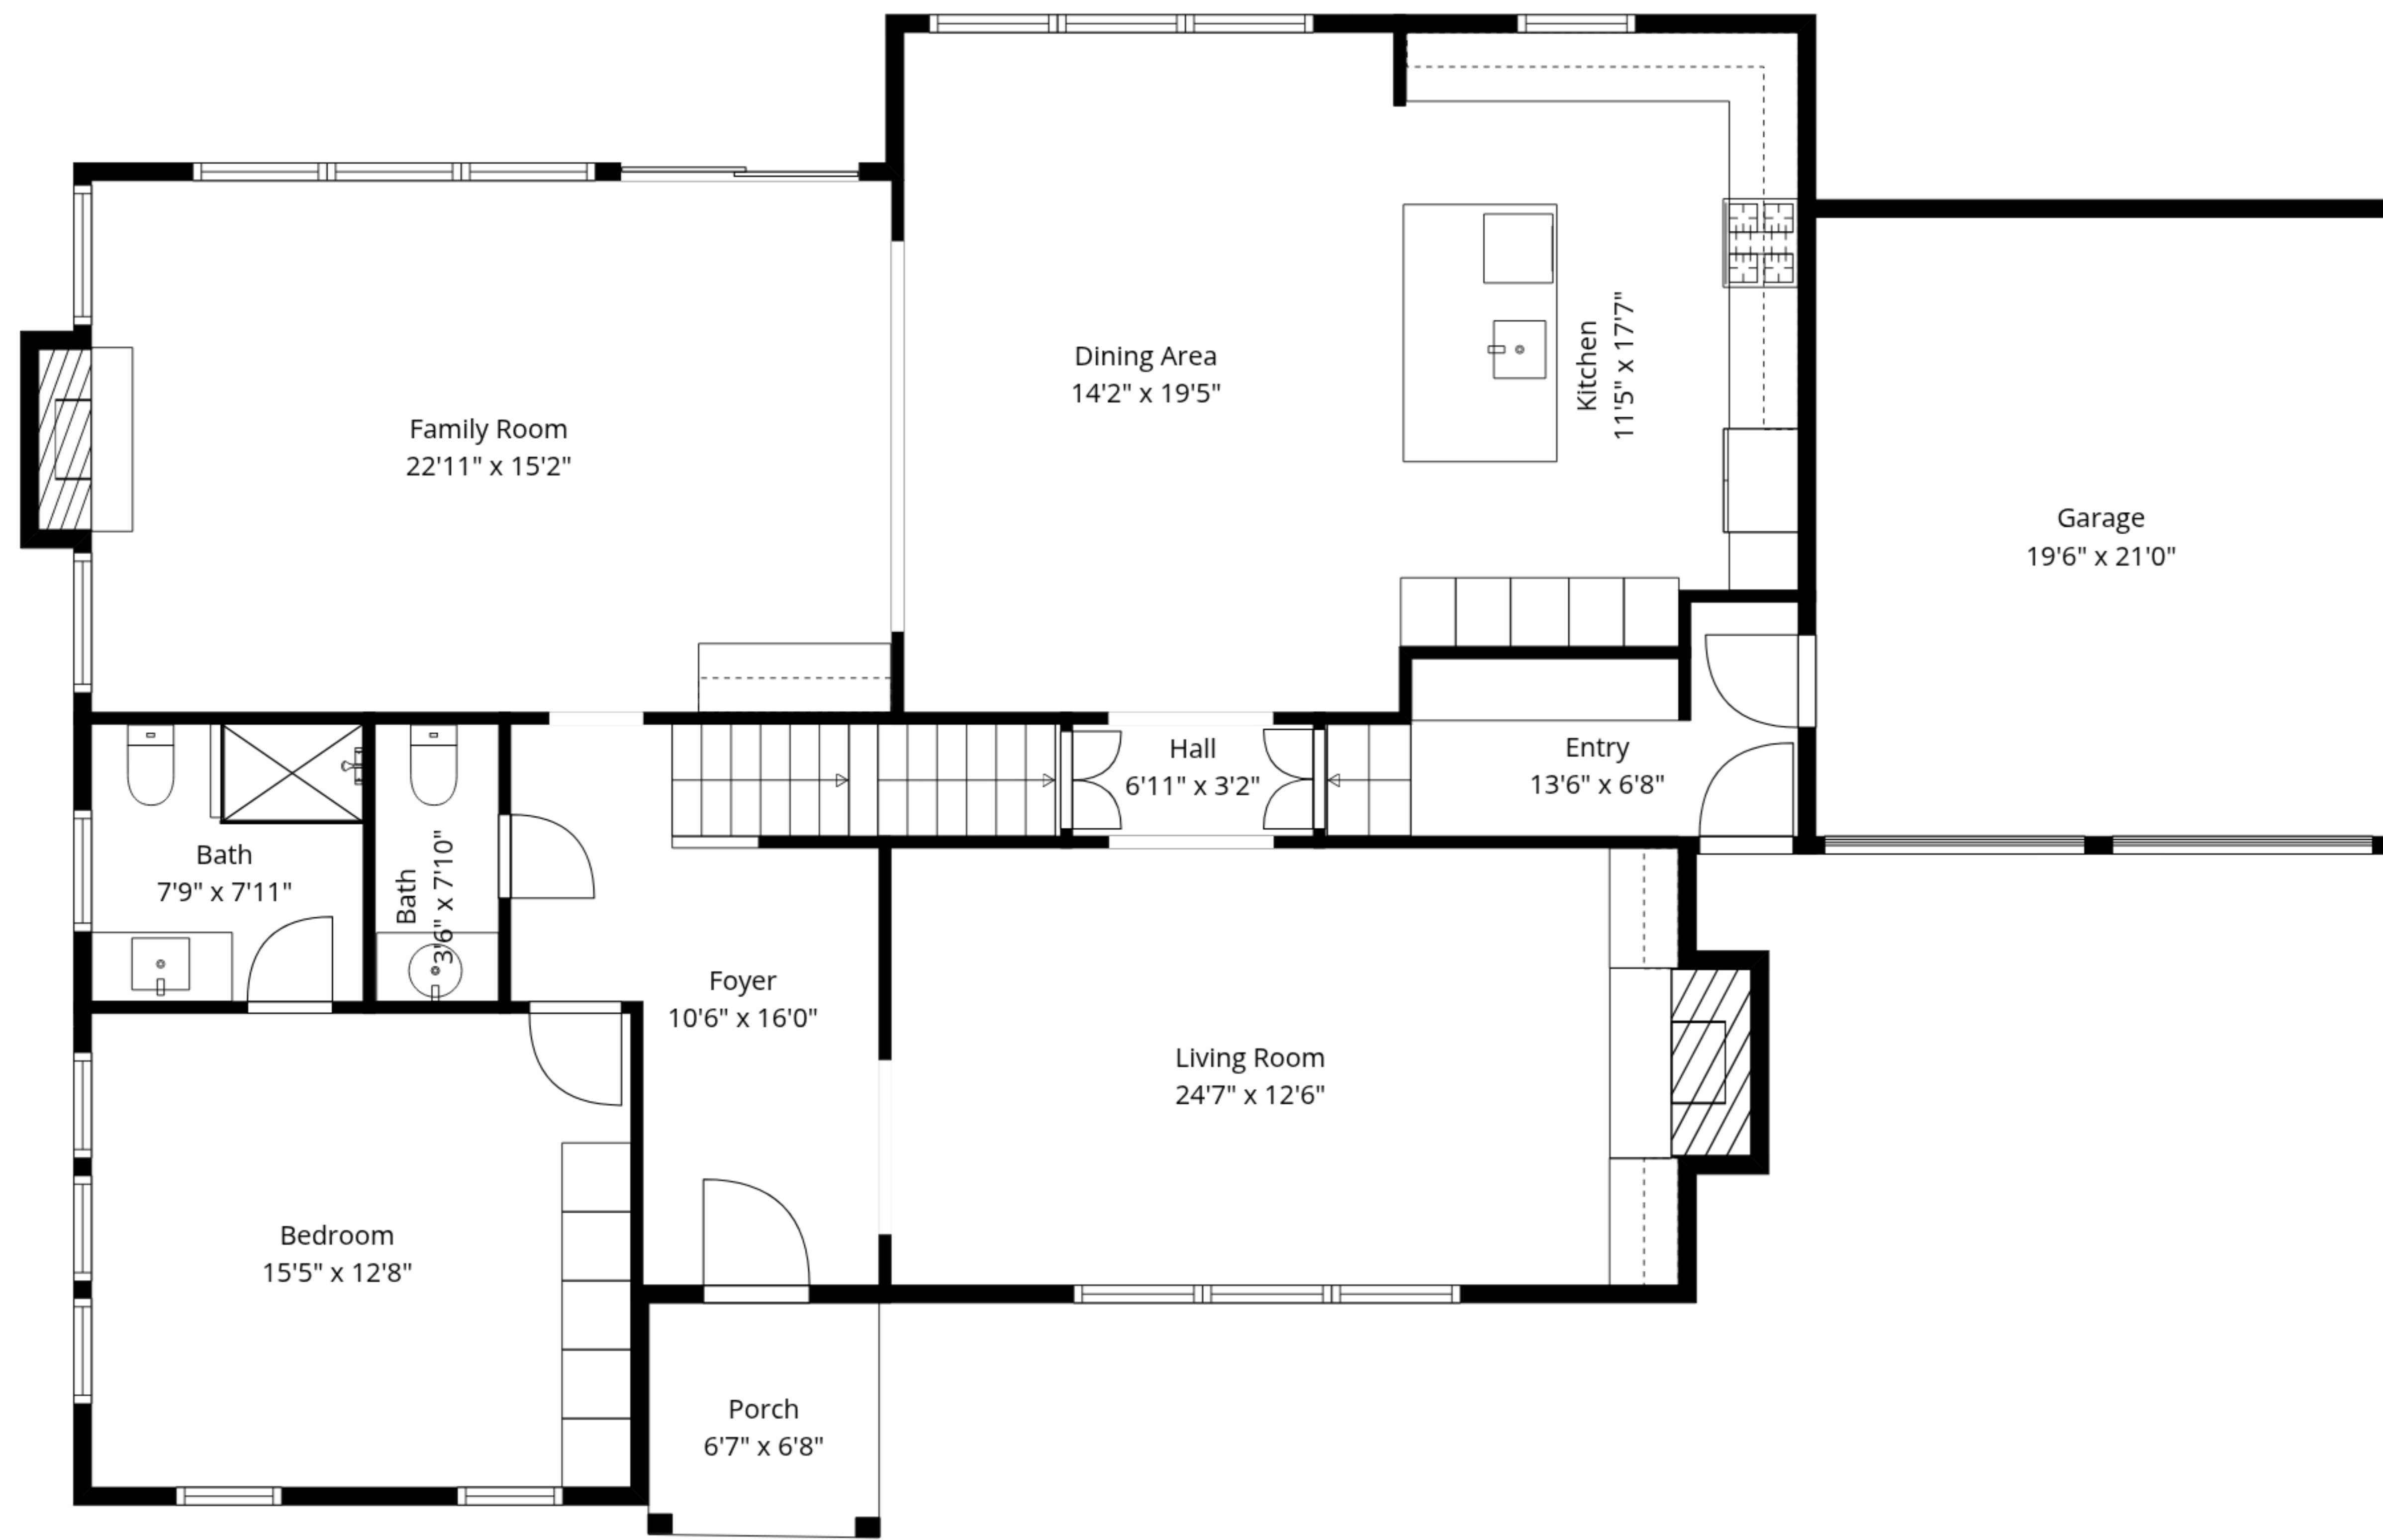 Dining Area
14'2" x 19'5"
Kitchen
11'5" x 17'7"
Family Room
22'11" x 15'2"
Garage
19'6" x 21'0"
Hall
6'11" x 3'2"
Entry
13'6" x 6'8"
Bath
7'9" x 7'11"
Bath
3'6" x 7'10"
Foyer
10'6" x 16'0"
Living Room
24'7" x 12'6"
Bedroom
15'5" x 12'8"
Porch
6'7" x 6'8"